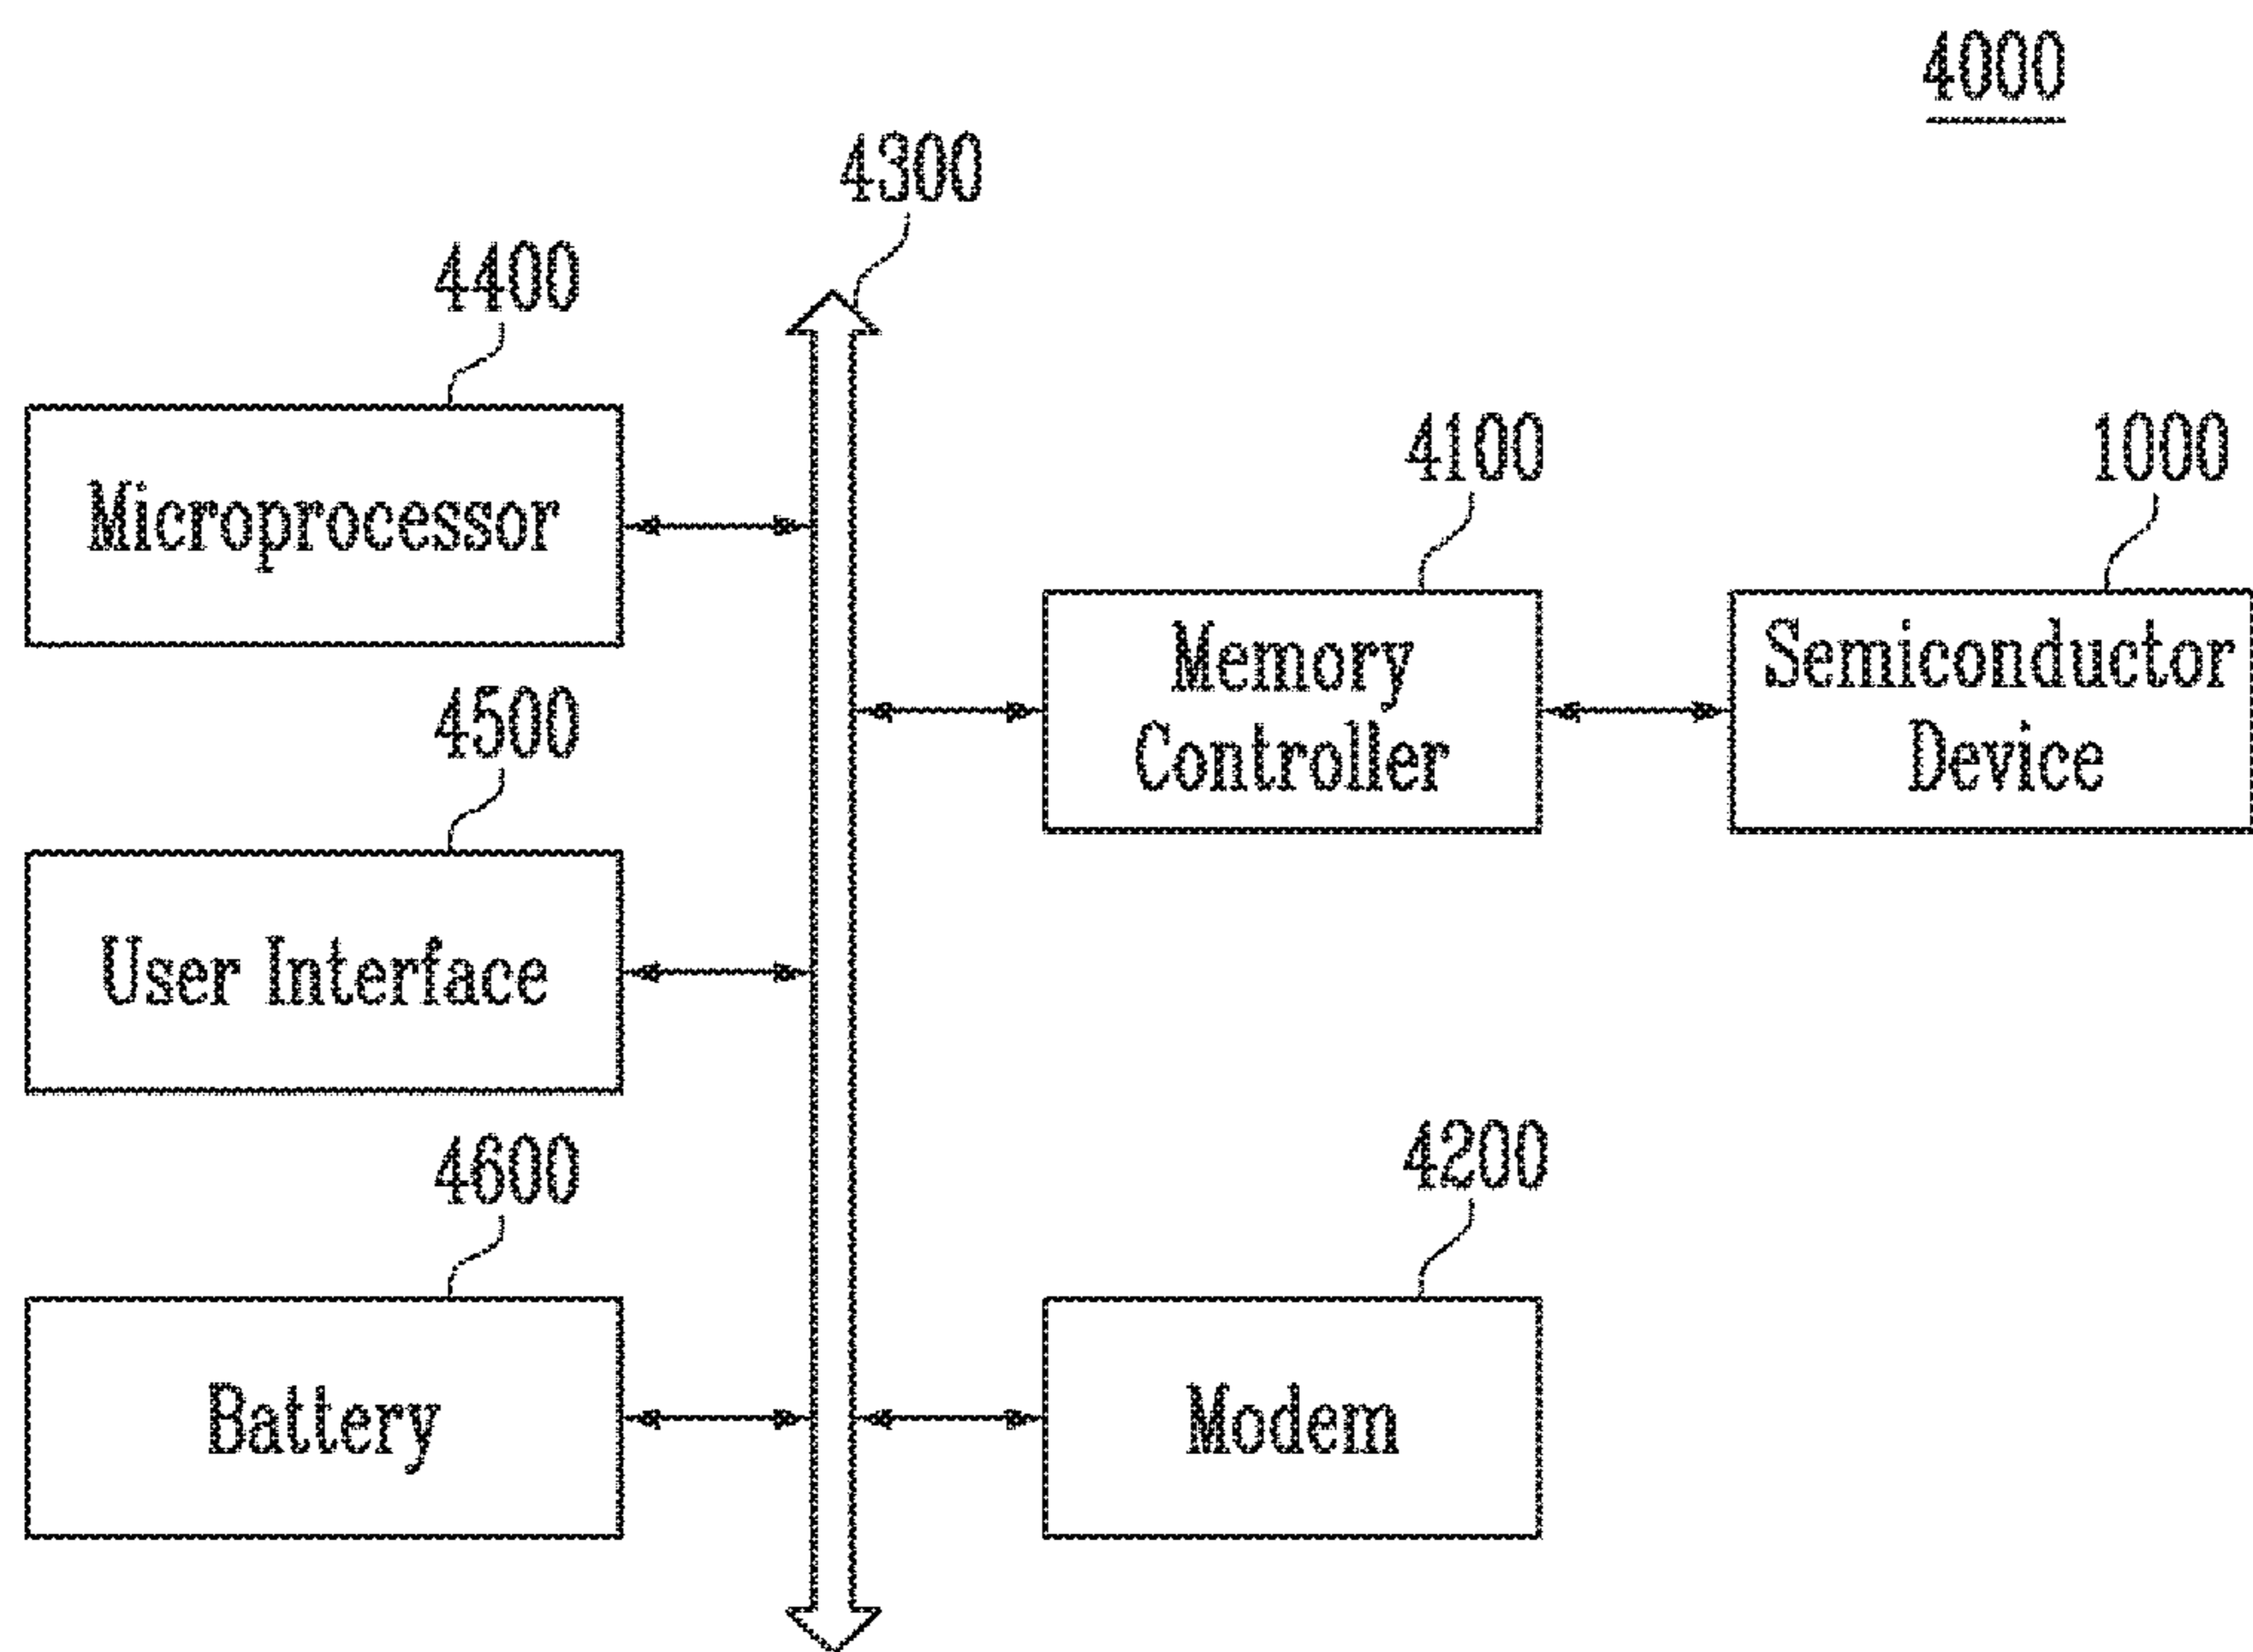 4000
4300
4400
Microprocessor
4100
1000
Memory
Controller
Semiconductor
Device
4500
User Interface
4600
Battery
4200
Modem